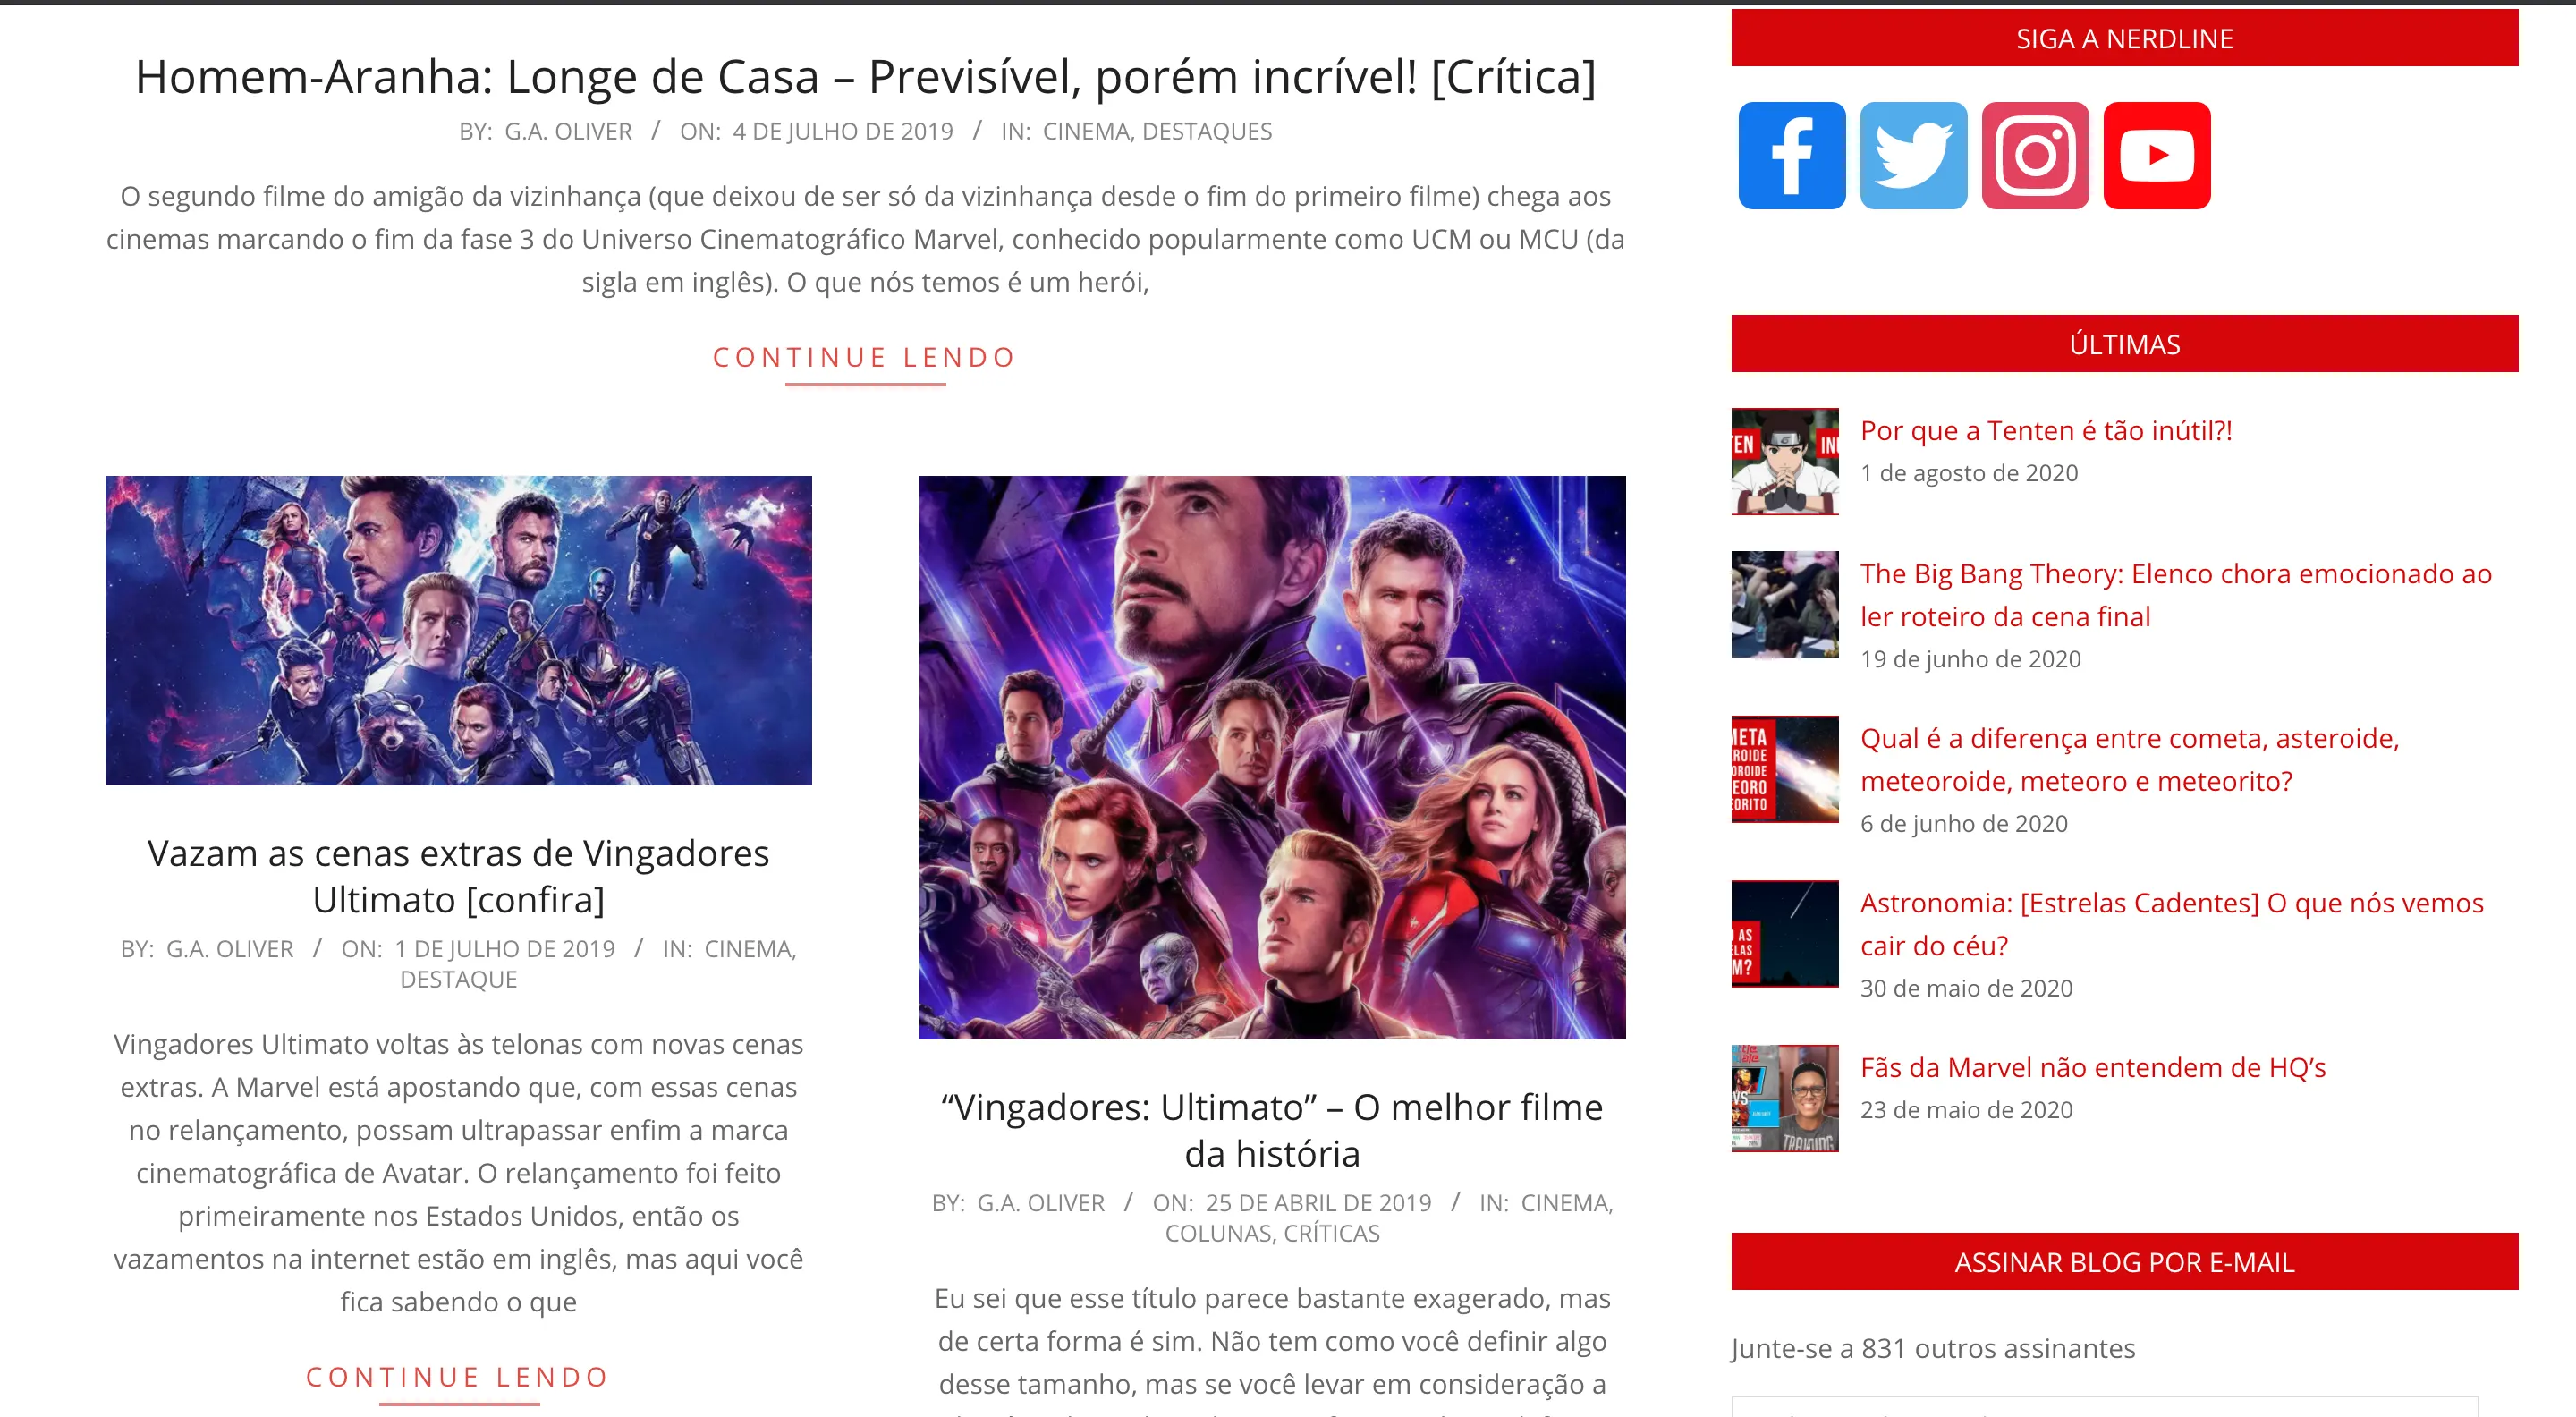 Homem-Aranha: Longe de Casa – Previsível, porém incrível! [Crítica]
BY: G.A. OLIVER / ON: 4 DE JULHO DE 2019 / IN: CINEMA, DESTAQUES
O segundo filme do amigão da vizinhança (que deixou de ser só da vizinhança desde o fim do primeiro filme) chega aos
cinemas marcando o fim da fase 3 do Universo Cinematográfico Marvel, conhecido popularmente como UCM ou MCU (da
sigla em inglês). O que nós temos é um herói,
CONTINUE LENDO
Vazam as cenas extras de Vingadores
Ultimato [confira]
BY: G.A. OLIVER / ON: 1 DE JULHO DE 2019 / IN: CINEMA,
DESTAQUE
Vingadores Ultimato voltas às telonas com novas cenas
extras. A Marvel está apostando que, com essas cenas
no relançamento, possam ultrapassar enfim a marca
cinematográfica de Avatar. O relançamento foi feito
primeiramente nos Estados Unidos, então os
vazamentos na internet estão em inglês, mas aqui você
fica sabendo o que
CONTINUE LENDO
“Vingadores: Ultimato” – O melhor filme
da história
BY: G.A. OLIVER / ON: 25 DE ABRIL DE 2019 / IN: CINEMA,
COLUNAS, CRÍTICAS
Eu sei que esse título parece bastante exagerado, mas
de certa forma é sim. Não tem como você definir algo
desse tamanho, mas se você levar em consideração a
SIGA A NERDLINE
ÚLTIMAS
TEN INU
Por que a Tenten é tão inútil?!
1 de agosto de 2020
The Big Bang Theory: Elenco chora emocionado ao
ler roteiro da cena final
19 de junho de 2020
META
ROIDE
OROIDE
EORO
EORITO
Qual é a diferença entre cometa, asteroide,
meteoroide, meteoro e meteorito?
6 de junho de 2020
O AS
ELAS
M?
Astronomia: [Estrelas Cadentes] O que nós vemos
cair do céu?
30 de maio de 2020
VS
TRAINING
Fãs da Marvel não entendem de HQ’s
23 de maio de 2020
ASSINAR BLOG POR E-MAIL
Junte-se a 831 outros assinantes